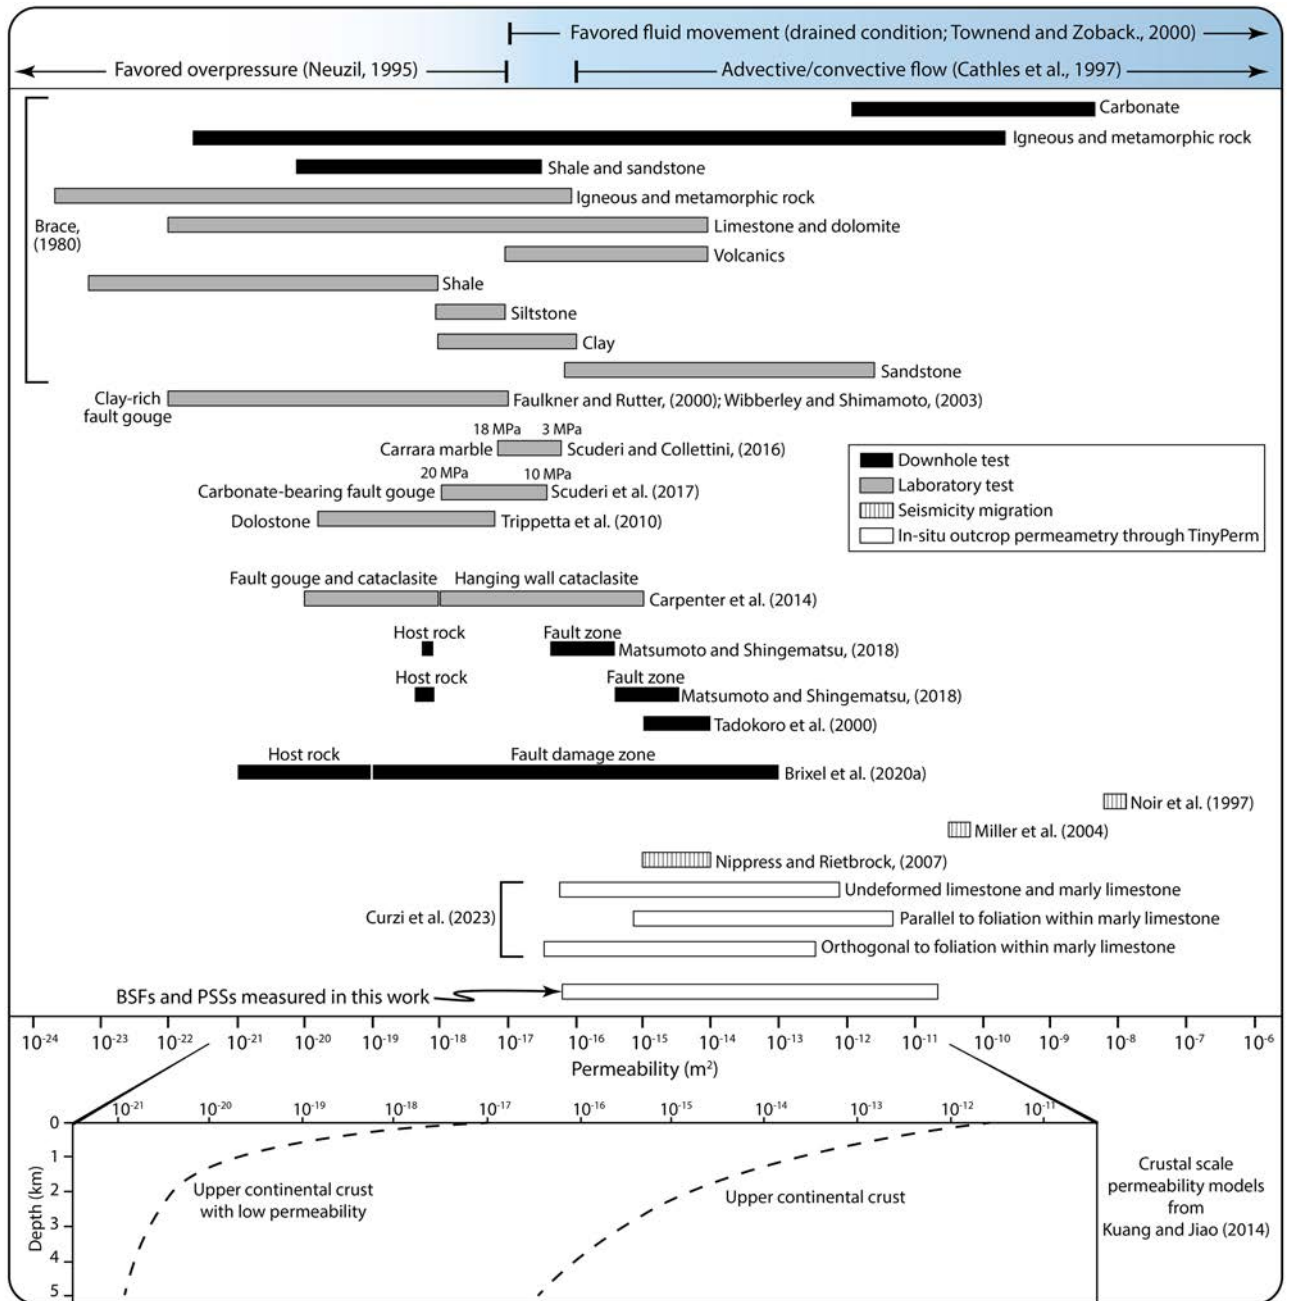 Favored fluid movement (drained condition; Townend and Zoback., 2000)
Favored overpressure (Neuzil, 1995)
Advective/convective flow (Cathles et al., 1997)
Carbonate
Igneous and metamorphic rock
Shale and sandstone
Igneous and metamorphic rock
Brace,
(1980)
Limestone and dolomite
Volcanics
Shale
Siltstone
Clay
Sandstone
Clay-rich
fault gouge
Faulkner and Rutter, (2000); Wibberley and Shimamoto, (2003)
18 MPa 3 MPa
Carrara marble Scuderi and Collettini, (2016)
20 MPa 10 MPa
Carbonate-bearing fault gouge Scuderi et al. (2017)
Dolostone Trippetta et al. (2010)
Downhole test
Laboratory test
Seismicity migration
In-situ outcrop permeametry through TinyPerm
Fault gouge and cataclasite Hanging wall cataclasite
Carpenter et al. (2014)
Host rock Fault zone
Matsumoto and Shingematsu, (2018)
Host rock Fault zone
Matsumoto and Shingematsu, (2018)
Tadokoro et al. (2000)
Host rock Fault damage zone
Brixel et al. (2020a)
Noir et al. (1997)
Miller et al. (2004)
Nippress and Rietbrock, (2007)
Curzi et al. (2023)
Undeformed limestone and marly limestone
Parallel to foliation within marly limestone
Orthogonal to foliation within marly limestone
BSFs and PSSs measured in this work
10⁻²⁴ 10⁻²³ 10⁻²² 10⁻²¹ 10⁻²⁰ 10⁻¹⁹ 10⁻¹⁸ 10⁻¹⁷ 10⁻¹⁶ 10⁻¹⁵ 10⁻¹⁴ 10⁻¹³ 10⁻¹² 10⁻¹¹ 10⁻¹⁰ 10⁻⁹ 10⁻⁸ 10⁻⁷ 10⁻⁶
Permeability (m²)
10⁻²¹ 10⁻²⁰ 10⁻¹⁹ 10⁻¹⁸ 10⁻¹⁷ 10⁻¹⁶ 10⁻¹⁵ 10⁻¹⁴ 10⁻¹³ 10⁻¹² 10⁻¹¹
0
1
2
3
4
5
Depth (km)
Upper continental crust
with low permeability
Upper continental crust
Crustal scale
permeability models
from
Kuang and Jiao (2014)